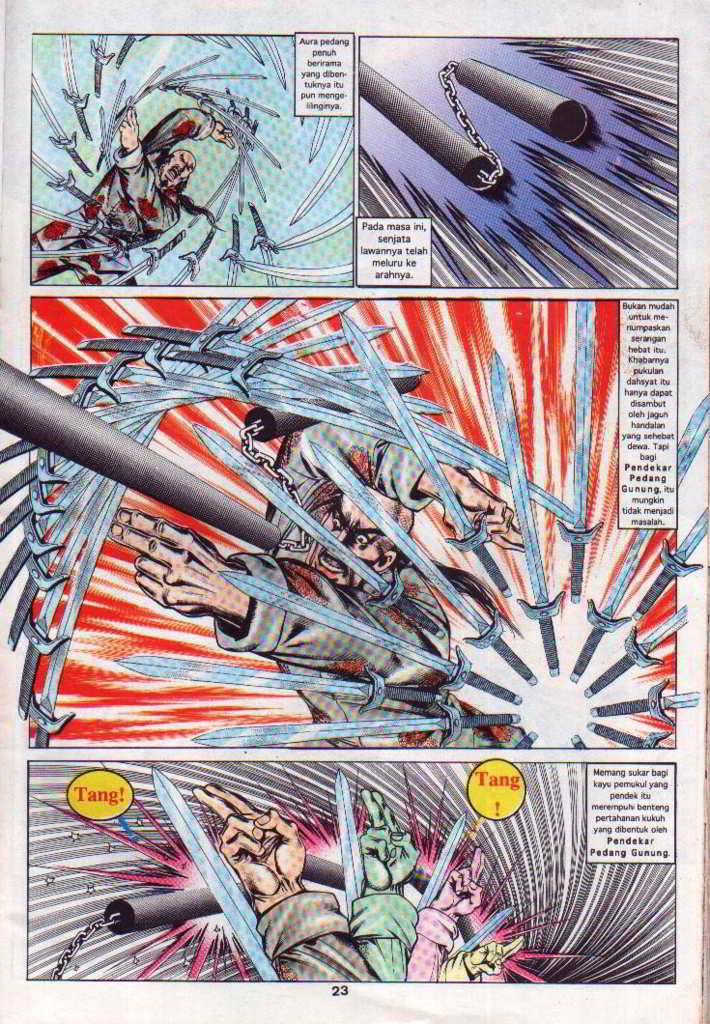 Aura pedang
penuh
berirama
yang diben-
tuknya itu
pun menge-
lilinginya.
Pada masa ini,
senjata
lawannya telah
meluru ke
arahnya.
Bukan mudah
untuk me-
numpaskan
serangan
hebat itu.
Khabarnya
pukulan
dahsyat itu
hanya dapat
disambut
oleh jaguh
handalan
yang sehebat
dewa. Tapi
bagi
Pendekar
Pedang
Gunung, itu
mungkin
tidak menjadi
masalah.
Tang!
Tang
!
Memang sukar bagi
kayu pemukul yang
pendek itu
merempuhi benteng
pertahanan kukuh
yang dibentuk oleh
Pendekar
Pedang Gunung.
23